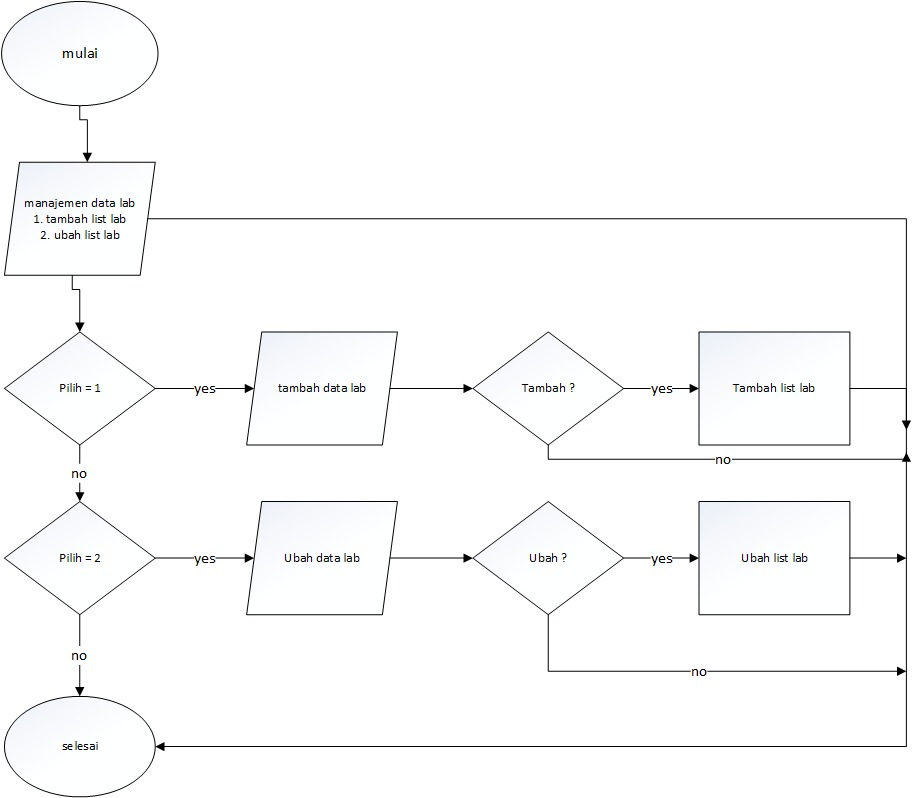 mulai
manajemen data lab
1. tambah list lab
2. ubah list lab
Pilih = 1
yes
tambah data lab
Tambah ?
yes
Tambah list lab
no
no
Pilih = 2
yes
Ubah data lab
Ubah ?
yes
Ubah list lab
no
no
selesai